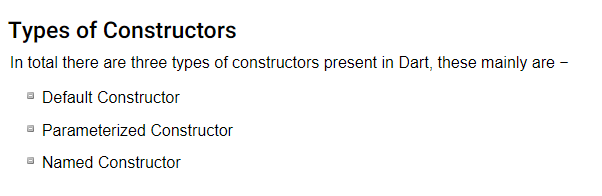 Types of Constructors
In total there are three types of constructors present in Dart, these mainly are −
Default Constructor
Parameterized Constructor
Named Constructor